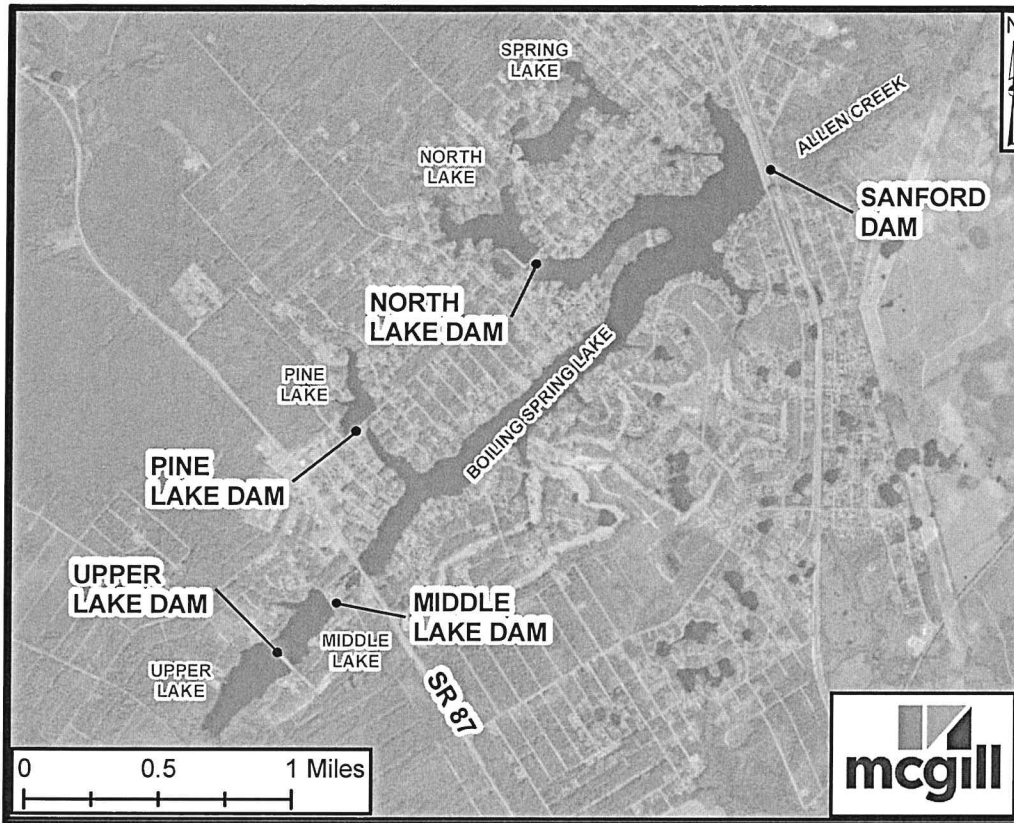 N
SPRING
LAKE
ALLEN CREEK
NORTH
LAKE
SANFORD
DAM
NORTH
LAKE DAM
BOILING SPRING LAKE
PINE
LAKE
PINE
LAKE DAM
UPPER
LAKE DAM
MIDDLE
LAKE DAM
MIDDLE
LAKE
UPPER
LAKE
SR 87
0 0.5 1 Miles
mcgill